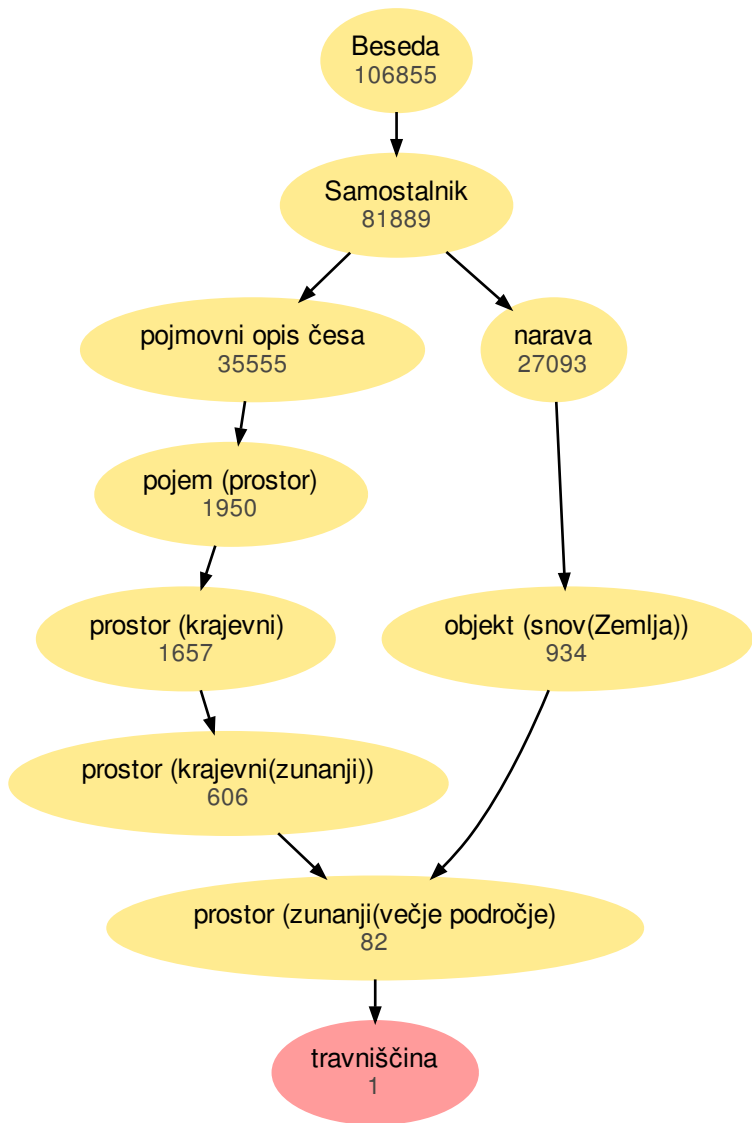 Beseda
106855
Samostalnik
81889
pojmovni opis česa
35555
narava
27093
pojem (prostor)
1950
prostor (krajevni)
1657
objekt (snov(Zemlja))
934
prostor (krajevni(zunanji))
606
prostor (zunanji(večje področje)
82
travniščina
1